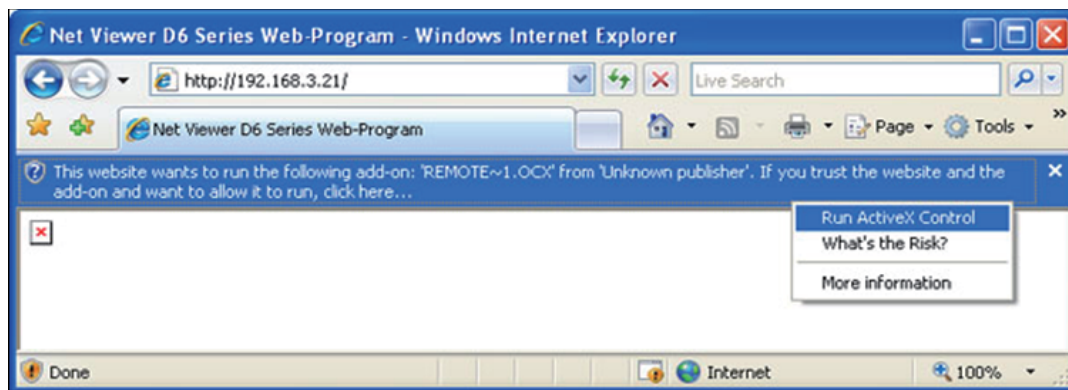 Net Viewer D6 Series Web-Program - Windows Internet Explorer
http://192.168.3.21/
Live Search
Net Viewer D6 Series Web-Program
Page
Tools
This website wants to run the following add-on: 'REMOTE~1.OCX' from 'Unknown publisher'. If you trust the website and the
add-on and want to allow it to run, click here...
Run ActiveX Control
What's the Risk?
More information
Done
Internet
100%